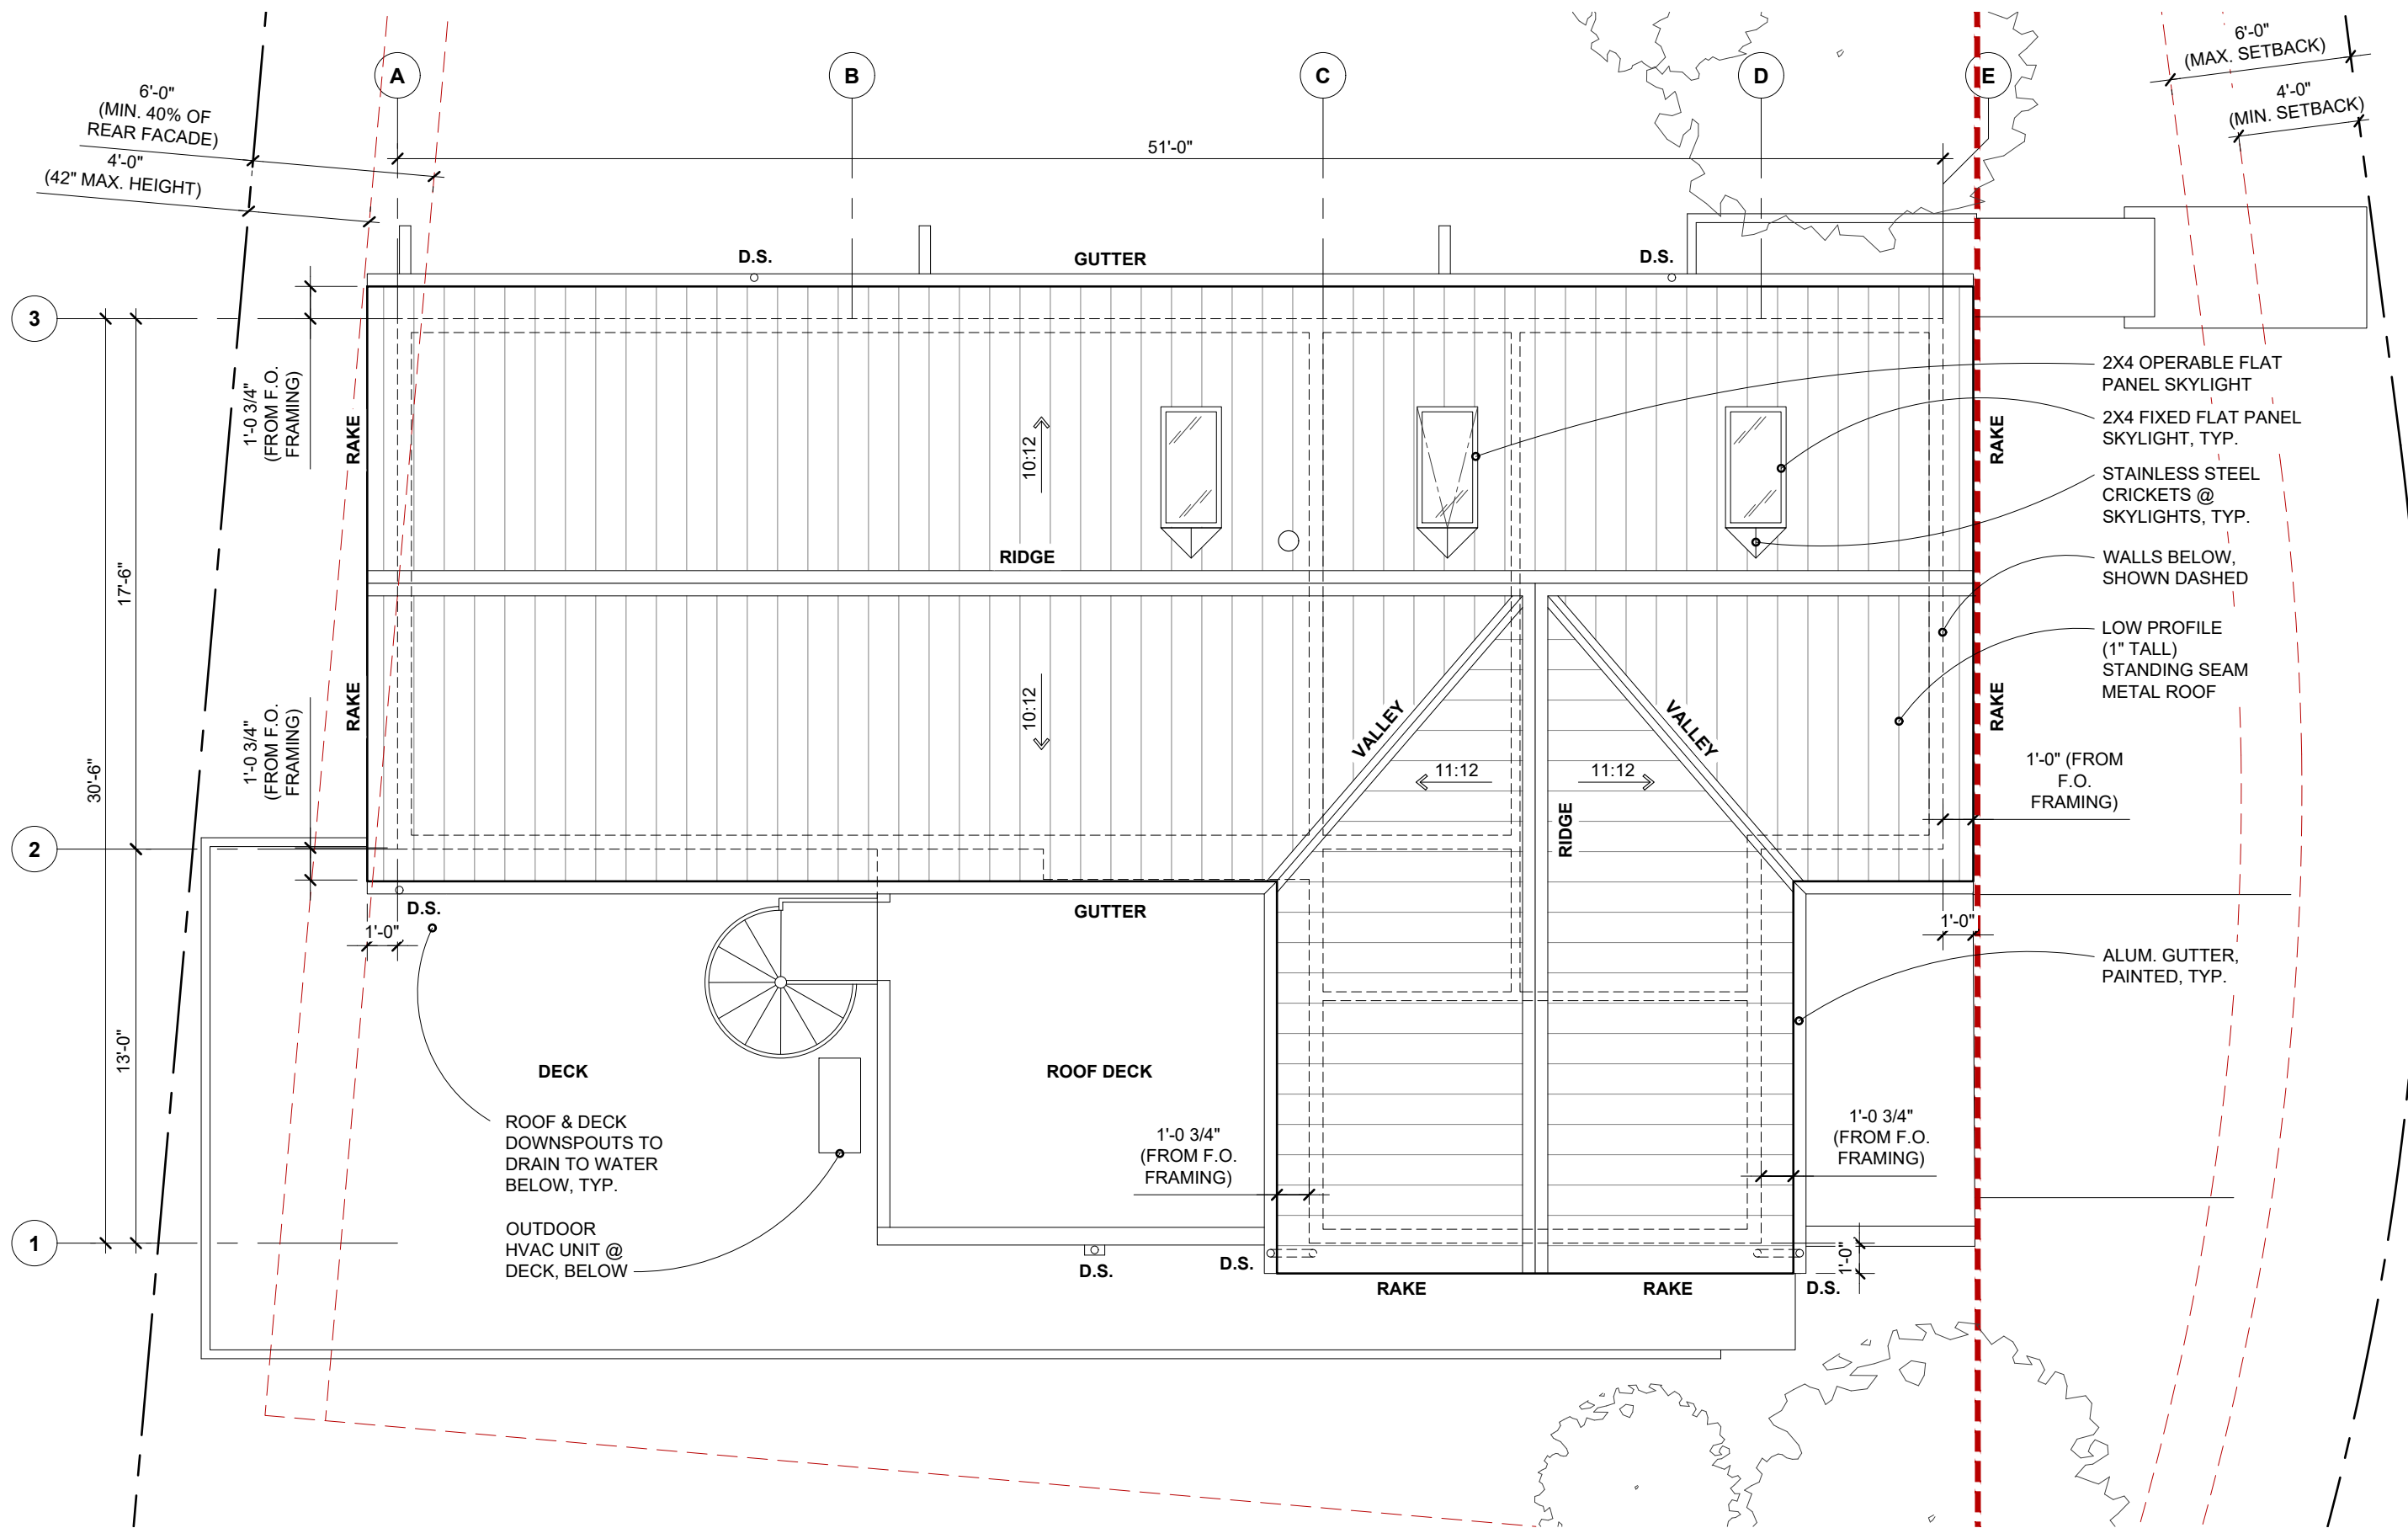 A
B
C
D
E
6'-0"
(MIN. 40% OF
REAR FACADE)
4'-0"
(42" MAX. HEIGHT)
6'-0"
(MAX. SETBACK)
4'-0"
(MIN. SETBACK)
51'-0"
D.S.
GUTTER
D.S.
3
1'-0 3/4"
(FROM F.O.
FRAMING)
RAKE
10:12
RIDGE
RAKE
2X4 OPERABLE FLAT
PANEL SKYLIGHT
2X4 FIXED FLAT PANEL
SKYLIGHT, TYP.
STAINLESS STEEL
CRICKETS @
SKYLIGHTS, TYP.
WALLS BELOW,
SHOWN DASHED
LOW PROFILE
(1" TALL)
STANDING SEAM
METAL ROOF
17'-6"
30'-6"
1'-0 3/4"
(FROM F.O.
FRAMING)
RAKE
10:12
VALLEY
VALLEY
11:12
11:12
RIDGE
RAKE
1'-0" (FROM
F.O.
FRAMING)
2
D.S.
1'-0"
GUTTER
1'-0"
ALUM. GUTTER,
PAINTED, TYP.
13'-0"
DECK
ROOF DECK
ROOF & DECK
DOWNSPOUTS TO
DRAIN TO WATER
BELOW, TYP.
1'-0 3/4"
(FROM F.O.
FRAMING)
1'-0 3/4"
(FROM F.O.
FRAMING)
1
OUTDOOR
HVAC UNIT @
DECK, BELOW
D.S.
D.S.
RAKE
RAKE
D.S.
1'-0"